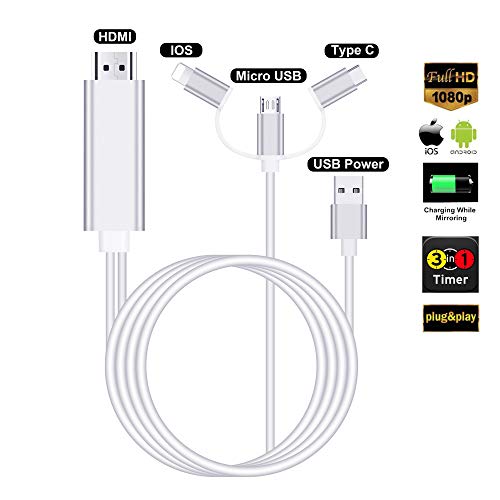 HDMI
IOS
Micro USB
Type C
USB Power
Full HD
1080p
iOS
ANDROID
Charging While
Mirroring
3 in 1
Timer
plug&play